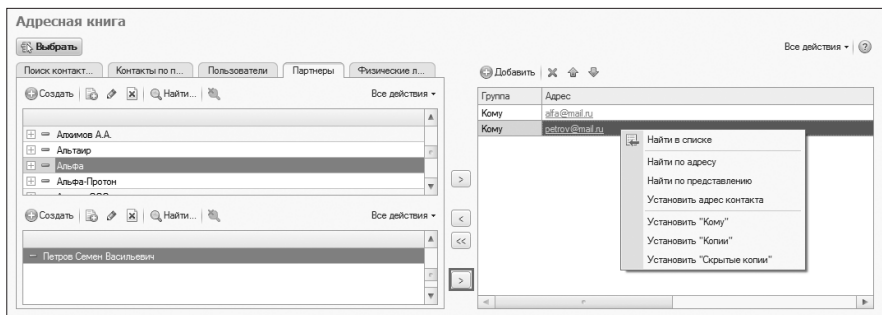 Адресная книга
Выбрать
Все действия
Поиск контакт... Контакты по п... Пользователи Партнеры Физические л...
Создать Найти... Все действия
Алхимов А.А.
Альтаир
Альфа
Альфа-Протон
Создать Найти... Все действия
Петров Семен Васильевич
> < << >
Добавить
Группа Адрес
Кому alfa@mail.ru
Кому petrov@mail.ru
Найти в списке
Найти по адресу
Найти по представлению
Установить адрес контакта
Установить "Кому"
Установить "Копии"
Установить "Скрытые копии"